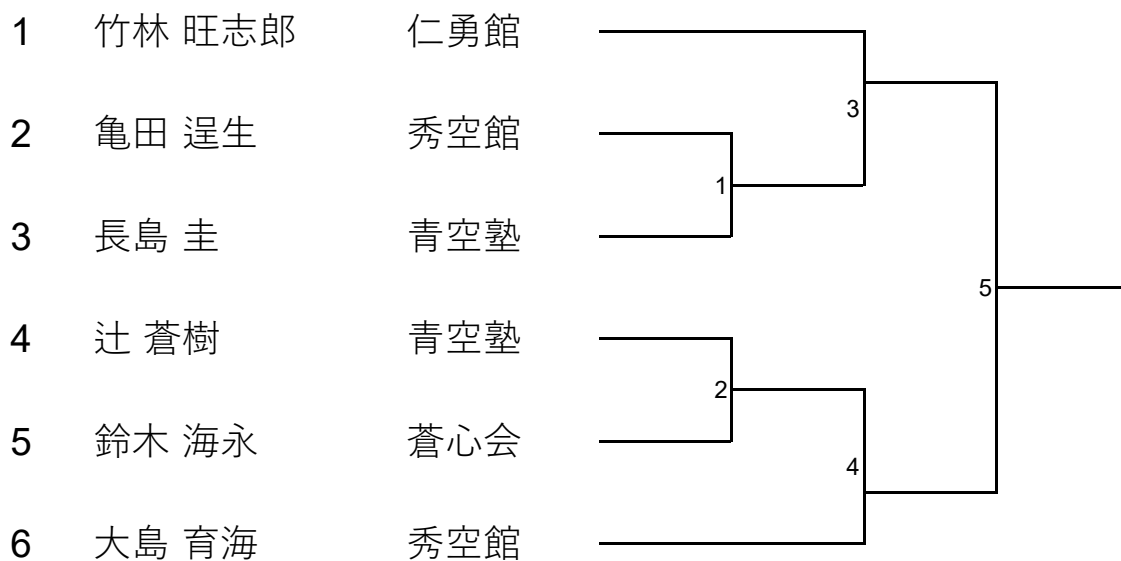 1 竹林 旺志郎 仁勇館
3
2 亀田 逞生 秀空館
1
3 長島 圭 青空塾
5
4 辻 蒼樹 青空塾
2
5 鈴木 海永 蒼心会
4
6 大島 育海 秀空館